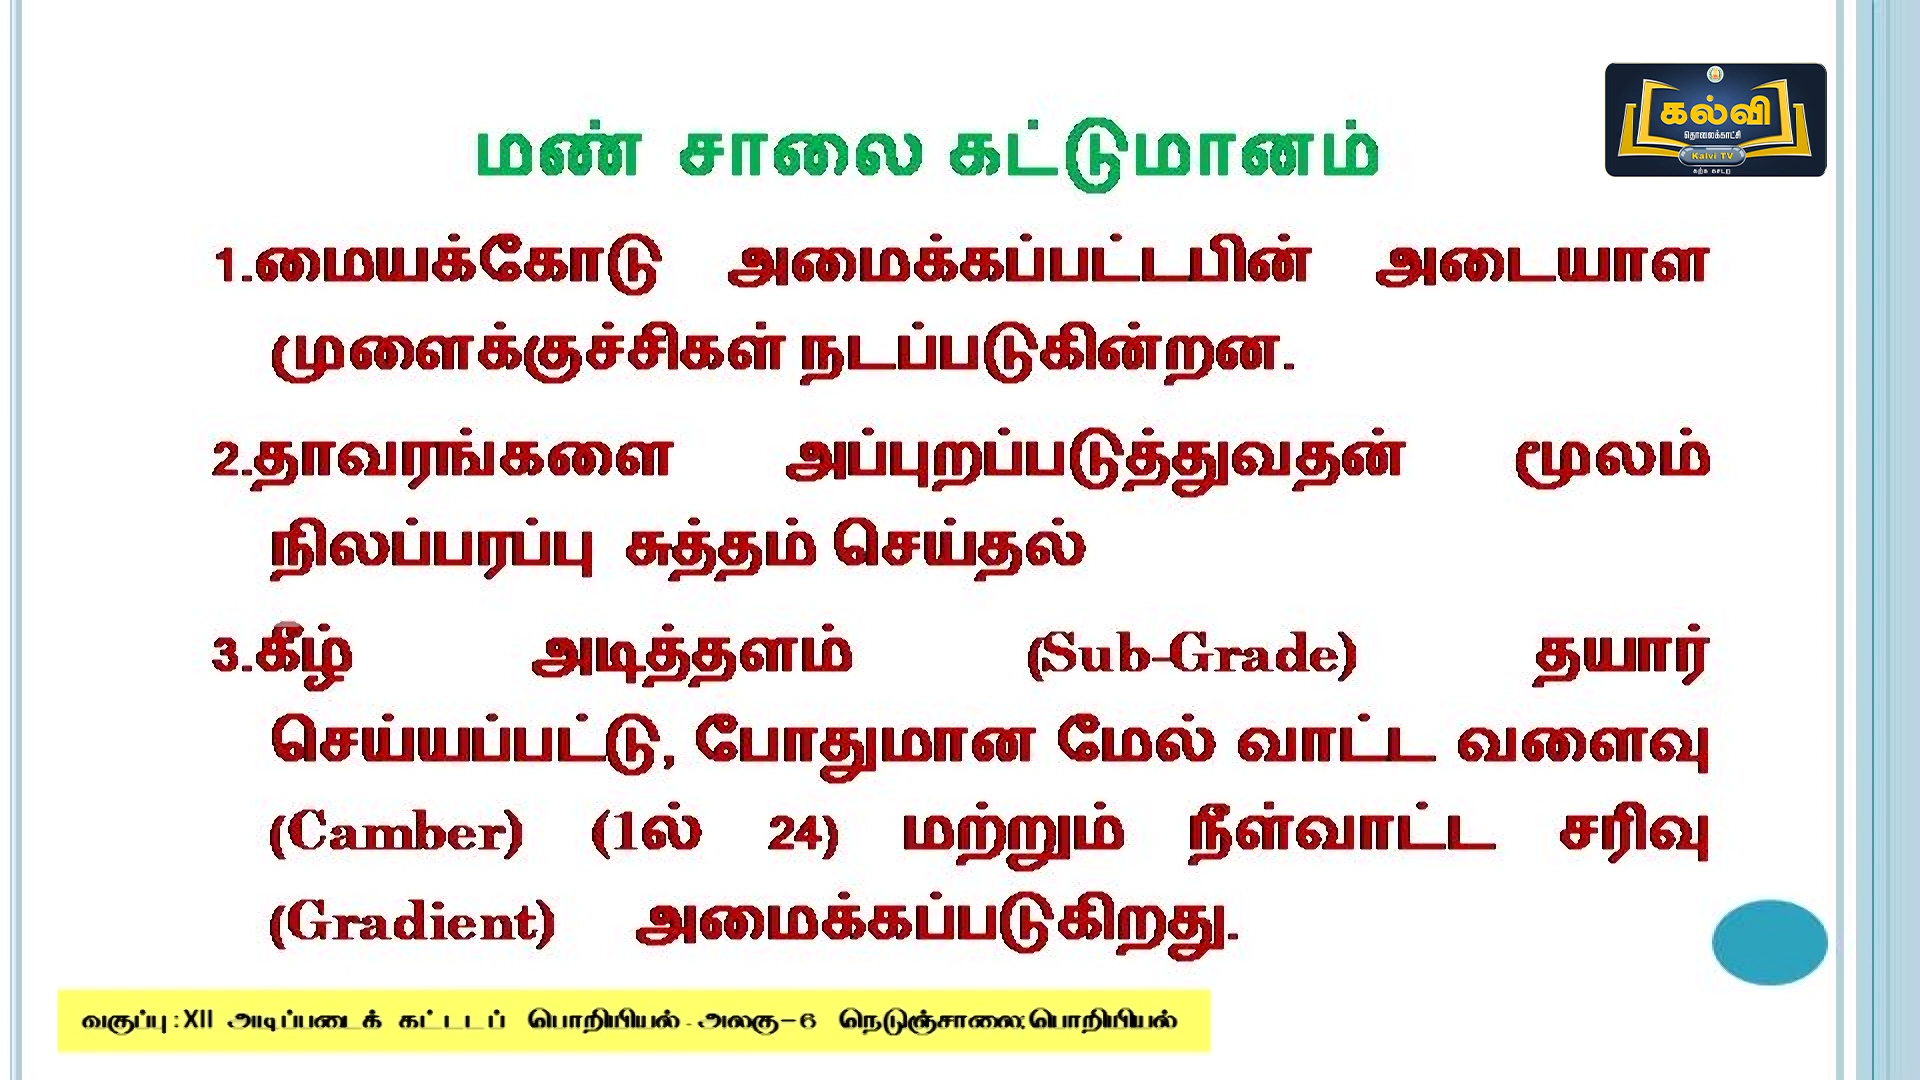 கல்வி
தொலைக்காட்சி
Kalvi TV
கற்க கசடற
மண் சாலை கட்டுமானம்
1.மையக்கோடு அமைக்கப்பட்டபின் அடையாள
முளைக்குச்சிகள் நடப்படுகின்றன.
2.தாவரங்களை அப்புறப்படுத்துவதன் மூலம்
நிலப்பரப்பு சுத்தம் செய்தல்
3.கீழ் அடித்தளம் (Sub-Grade) தயார்
செய்யப்பட்டு, போதுமான மேல் வாட்ட வளைவு
(Camber) (1ல் 24) மற்றும் நீள்வாட்ட சரிவு
(Gradient) அமைக்கப்படுகிறது.
வகுப்பு : XII அடிப்படைக் கட்டடப் பொறியியல் - அலகு – 6 நெடுஞ்சாலை பொறியியல்